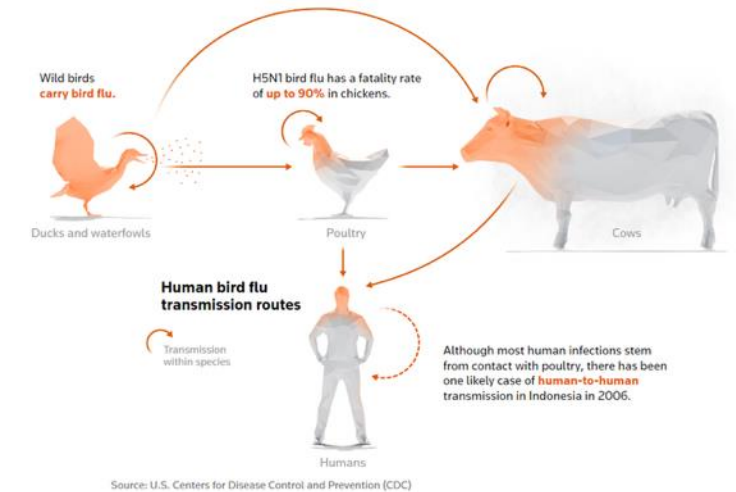 Wild birds
carry bird flu.
H5N1 bird flu has a fatality rate
of up to 90% in chickens.
Ducks and waterfowls
Poultry
Cows
Human bird flu
transmission routes
Transmission
within species
Although most human infections stem
from contact with poultry, there has been
one likely case of human-to-human
transmission in Indonesia in 2006.
Humans
Source: U.S. Centers for Disease Control and Prevention (CDC)